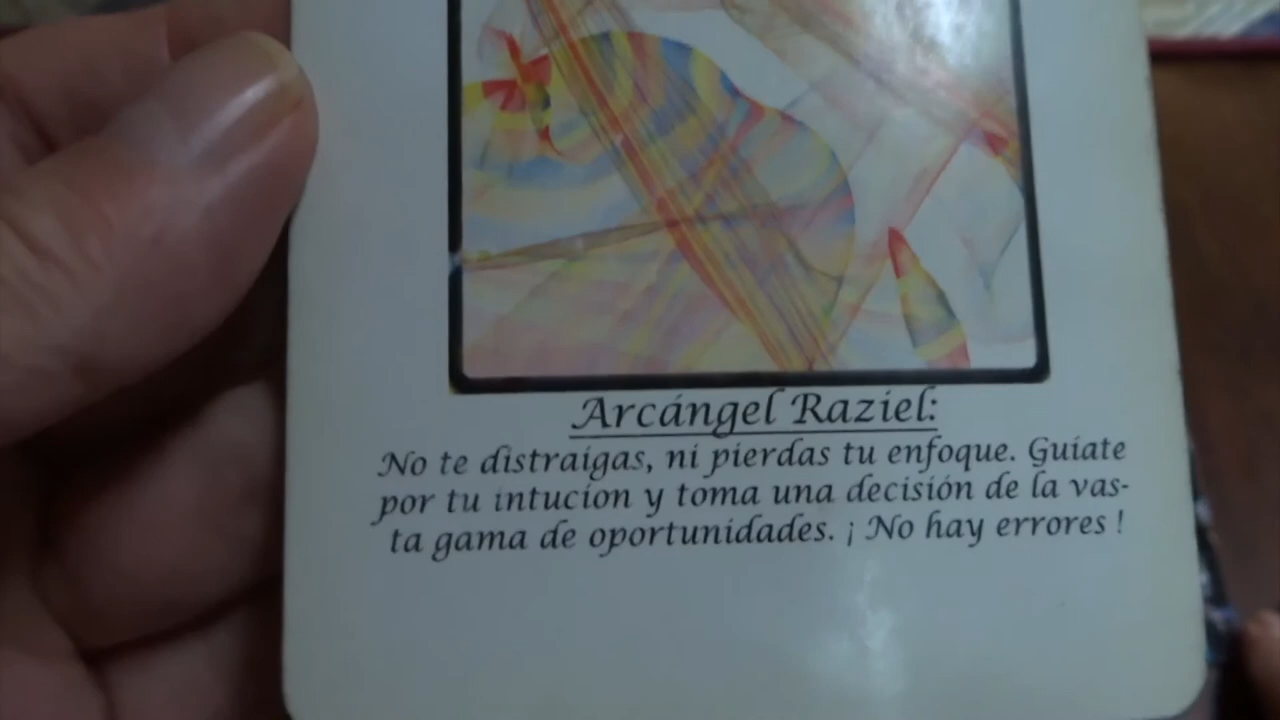 Arcángel Raziel:
No te distraigas, ni pierdas tu enfoque. Guiate
por tu intucion y toma una decisión de la vas-
ta gama de oportunidades. ¡ No hay errores !